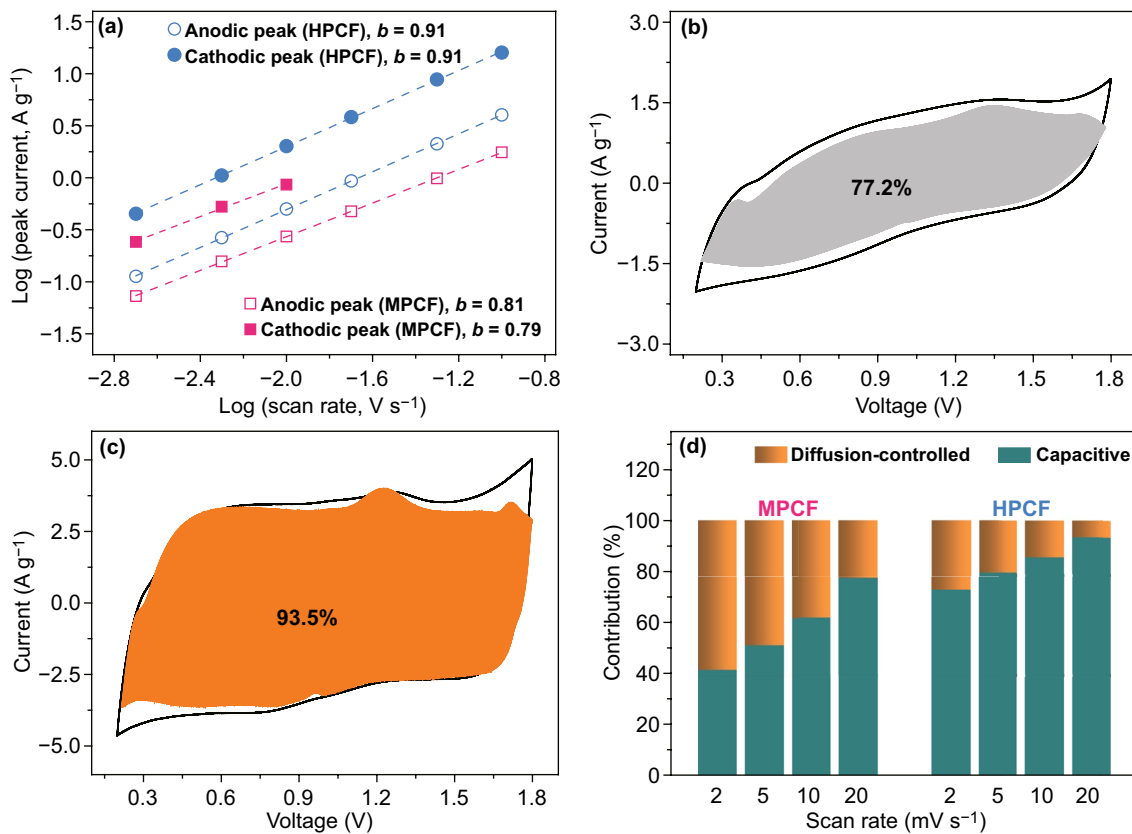 (a)
Anodic peak (HPCF), b = 0.91
Cathodic peak (HPCF), b = 0.91
Anodic peak (MPCF), b = 0.81
Cathodic peak (MPCF), b = 0.79
Log (peak current, A g⁻¹)
1.5
1.0
0.5
0.0
−0.5
−1.0
−1.5
−2.8 −2.4 −2.0 −1.6 −1.2 −0.8
Log (scan rate, V s⁻¹)
(b)
77.2%
Current (A g⁻¹)
3.0
1.5
0.0
−1.5
−3.0
0.3 0.6 0.9 1.2 1.5 1.8
Voltage (V)
(c)
93.5%
Current (A g⁻¹)
5.0
2.5
0.0
−2.5
−5.0
0.3 0.6 0.9 1.2 1.5 1.8
Voltage (V)
(d)
Diffusion-controlled Capacitive
MPCF HPCF
Contribution (%)
120
100
80
60
40
20
0
2 5 10 20 2 5 10 20
Scan rate (mV s⁻¹)